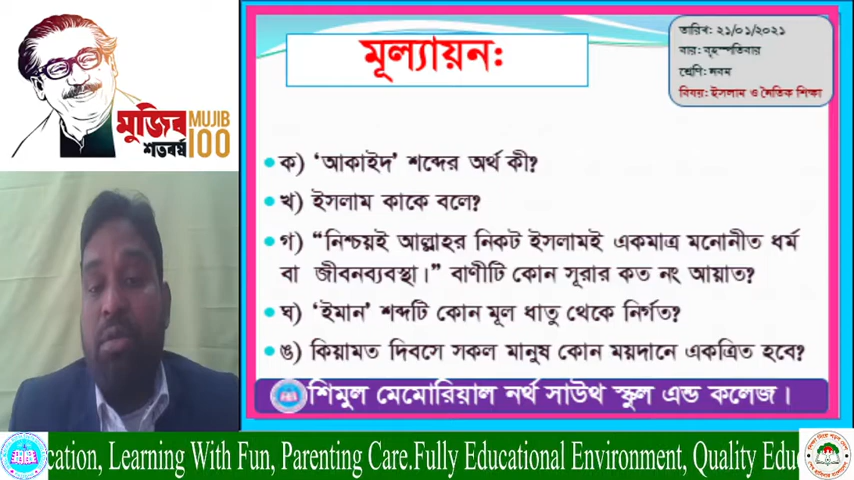 মূল্যায়ন:
তারিখ: ২১/০১/২০২১
বার: বৃহস্পতিবার
শ্রেণি: নবম
বিষয়: ইসলাম ও নৈতিক শিক্ষা
মুজিব MUJIB
শতবর্ষ 100
ক) ‘আকাইদ’ শব্দের অর্থ কী?
খ) ইসলাম কাকে বলে?
গ) “নিশ্চয়ই আল্লাহর নিকট ইসলামই একমাত্র মনোনীত ধর্ম
বা জীবনব্যবস্থা।” বাণীটি কোন সূরার কত নং আয়াত?
ঘ) ‘ইমান’ শব্দটি কোন মূল ধাতু থেকে নির্গত?
ঙ) কিয়ামত দিবসে সকল মানুষ কোন ময়দানে একত্রিত হবে?
শিমুল মেমোরিয়াল নর্থ সাউথ স্কুল এন্ড কলেজ।
cation, Learning With Fun, Parenting Care.Fully Educational Environment, Quality Edu